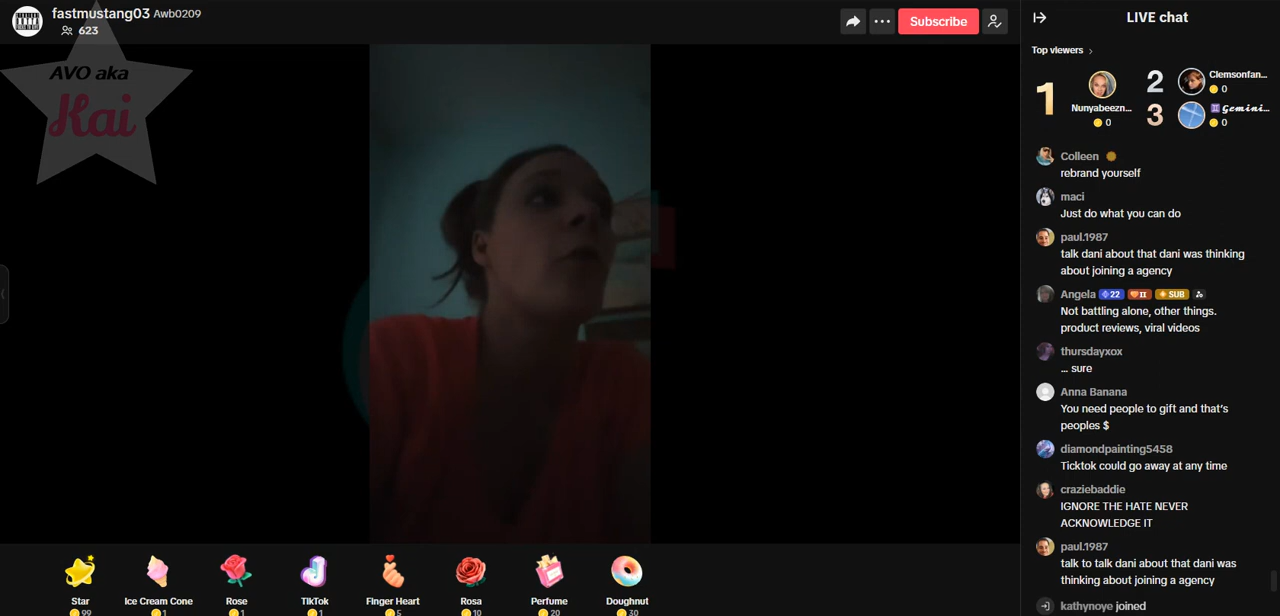 fastmustang03 Awb0209
623
Subscribe
AVO aka
Kai
LIVE chat
Top viewers
1
Nunyabeezn...
0
2
Clemsonfan...
0
3
♊ 𝓖𝓮𝓶𝓲𝓷𝓲...
0
Colleen
rebrand yourself
maci
Just do what you can do
paul.1987
talk dani about that dani was thinking
about joining a agency
Angela 22 II SUB
Not battling alone, other things.
product reviews, viral videos
thursdayxox
... sure
Anna Banana
You need people to gift and that's
peoples $
diamondpainting5458
Ticktok could go away at any time
craziebaddie
IGNORE THE HATE NEVER
ACKNOWLEDGE IT
paul.1987
talk to talk dani about that dani was
thinking about joining a agency
kathynoye joined
Star
99
Ice Cream Cone
1
Rose
1
TikTok
1
Finger Heart
5
Rosa
10
Perfume
20
Doughnut
30